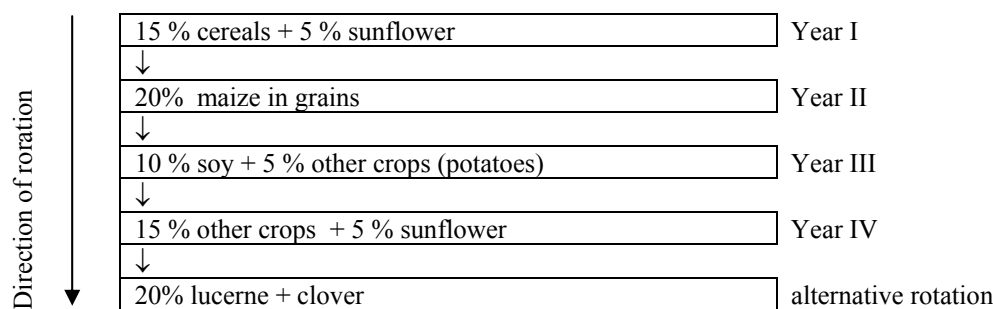 15 % cereals + 5 % sunflower Year I
↓
20% maize in grains Year II
↓
10 % soy + 5 % other crops (potatoes) Year III
↓
15 % other crops + 5 % sunflower Year IV
↓
20% lucerne + clover alternative rotation
Direction of roration